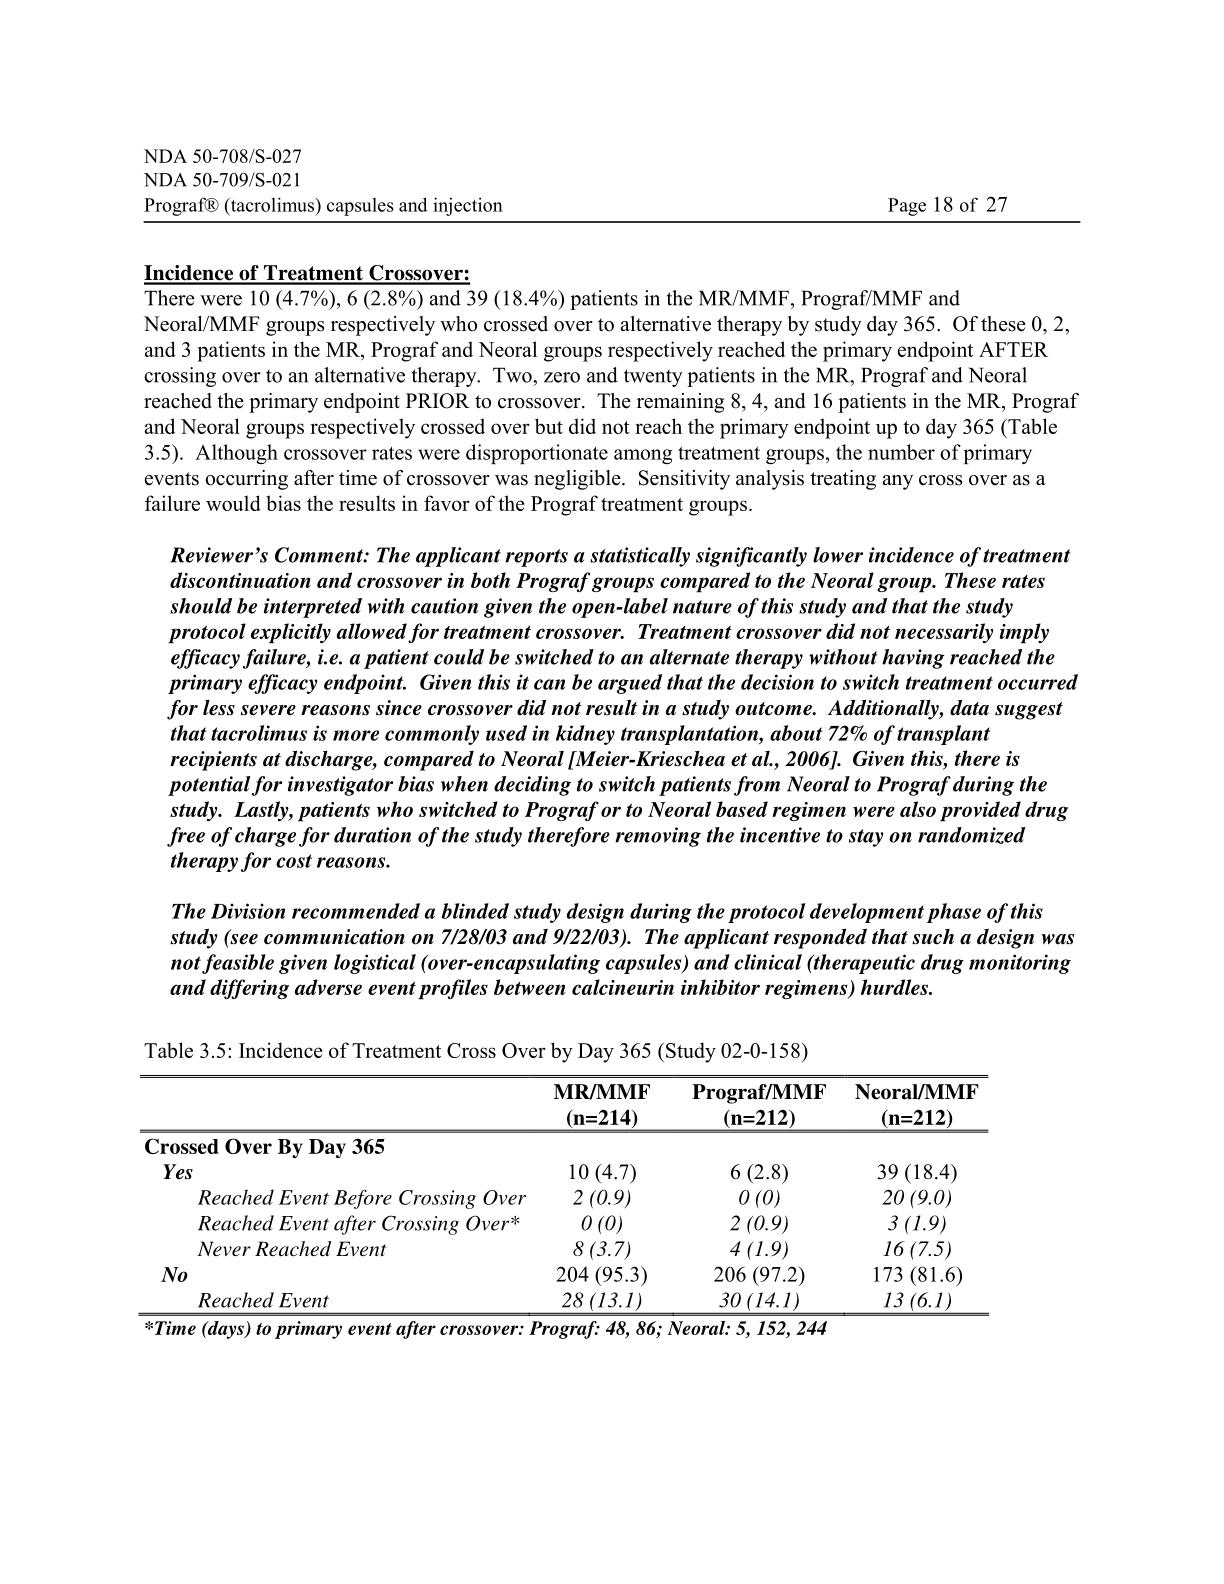 NDA 50-708/S-027
NDA 50-709/S-021
Prograf® (tacrolimus) capsules and injection Page 18 of 27
Incidence of Treatment Crossover:
There were 10 (4.7%), 6 (2.8%) and 39 (18.4%) patients in the MR/MMF, Prograf/MMF and
Neoral/MMF groups respectively who crossed over to alternative therapy by study day 365. Of these 0, 2,
and 3 patients in the MR, Prograf and Neoral groups respectively reached the primary endpoint AFTER
crossing over to an alternative therapy. Two, zero and twenty patients in the MR, Prograf and Neoral
reached the primary endpoint PRIOR to crossover. The remaining 8, 4, and 16 patients in the MR, Prograf
and Neoral groups respectively crossed over but did not reach the primary endpoint up to day 365 (Table
3.5). Although crossover rates were disproportionate among treatment groups, the number of primary
events occurring after time of crossover was negligible. Sensitivity analysis treating any cross over as a
failure would bias the results in favor of the Prograf treatment groups.
Reviewer's Comment: The applicant reports a statistically significantly lower incidence of treatment
discontinuation and crossover in both Prograf groups compared to the Neoral group. These rates
should be interpreted with caution given the open-label nature of this study and that the study
protocol explicitly allowed for treatment crossover. Treatment crossover did not necessarily imply
efficacy failure, i.e. a patient could be switched to an alternate therapy without having reached the
primary efficacy endpoint. Given this it can be argued that the decision to switch treatment occurred
for less severe reasons since crossover did not result in a study outcome. Additionally, data suggest
that tacrolimus is more commonly used in kidney transplantation, about 72% of transplant
recipients at discharge, compared to Neoral [Meier-Krieschea et al., 2006]. Given this, there is
potential for investigator bias when deciding to switch patients from Neoral to Prograf during the
study. Lastly, patients who switched to Prograf or to Neoral based regimen were also provided drug
free of charge for duration of the study therefore removing the incentive to stay on randomized
therapy for cost reasons.
The Division recommended a blinded study design during the protocol development phase of this
study (see communication on 7/28/03 and 9/22/03). The applicant responded that such a design was
not feasible given logistical (over-encapsulating capsules) and clinical (therapeutic drug monitoring
and differing adverse event profiles between calcineurin inhibitor regimens) hurdles.
Table 3.5: Incidence of Treatment Cross Over by Day 365 (Study 02-0-158)
MR/MMF Prograf/MMF Neoral/MMF
(n=214) (n=212) (n=212)
Crossed Over By Day 365
Yes 10 (4.7) 6 (2.8) 39 (18.4)
Reached Event Before Crossing Over 2 (0.9) 0 (0) 20 (9.0)
Reached Event after Crossing Over* 0 (0) 2 (0.9) 3 (1.9)
Never Reached Event 8 (3.7) 4 (1.9) 16 (7.5)
No 204 (95.3) 206 (97.2) 173 (81.6)
Reached Event 28 (13.1) 30 (14.1) 13 (6.1)
*Time (days) to primary event after crossover: Prograf: 48, 86; Neoral: 5, 152, 244